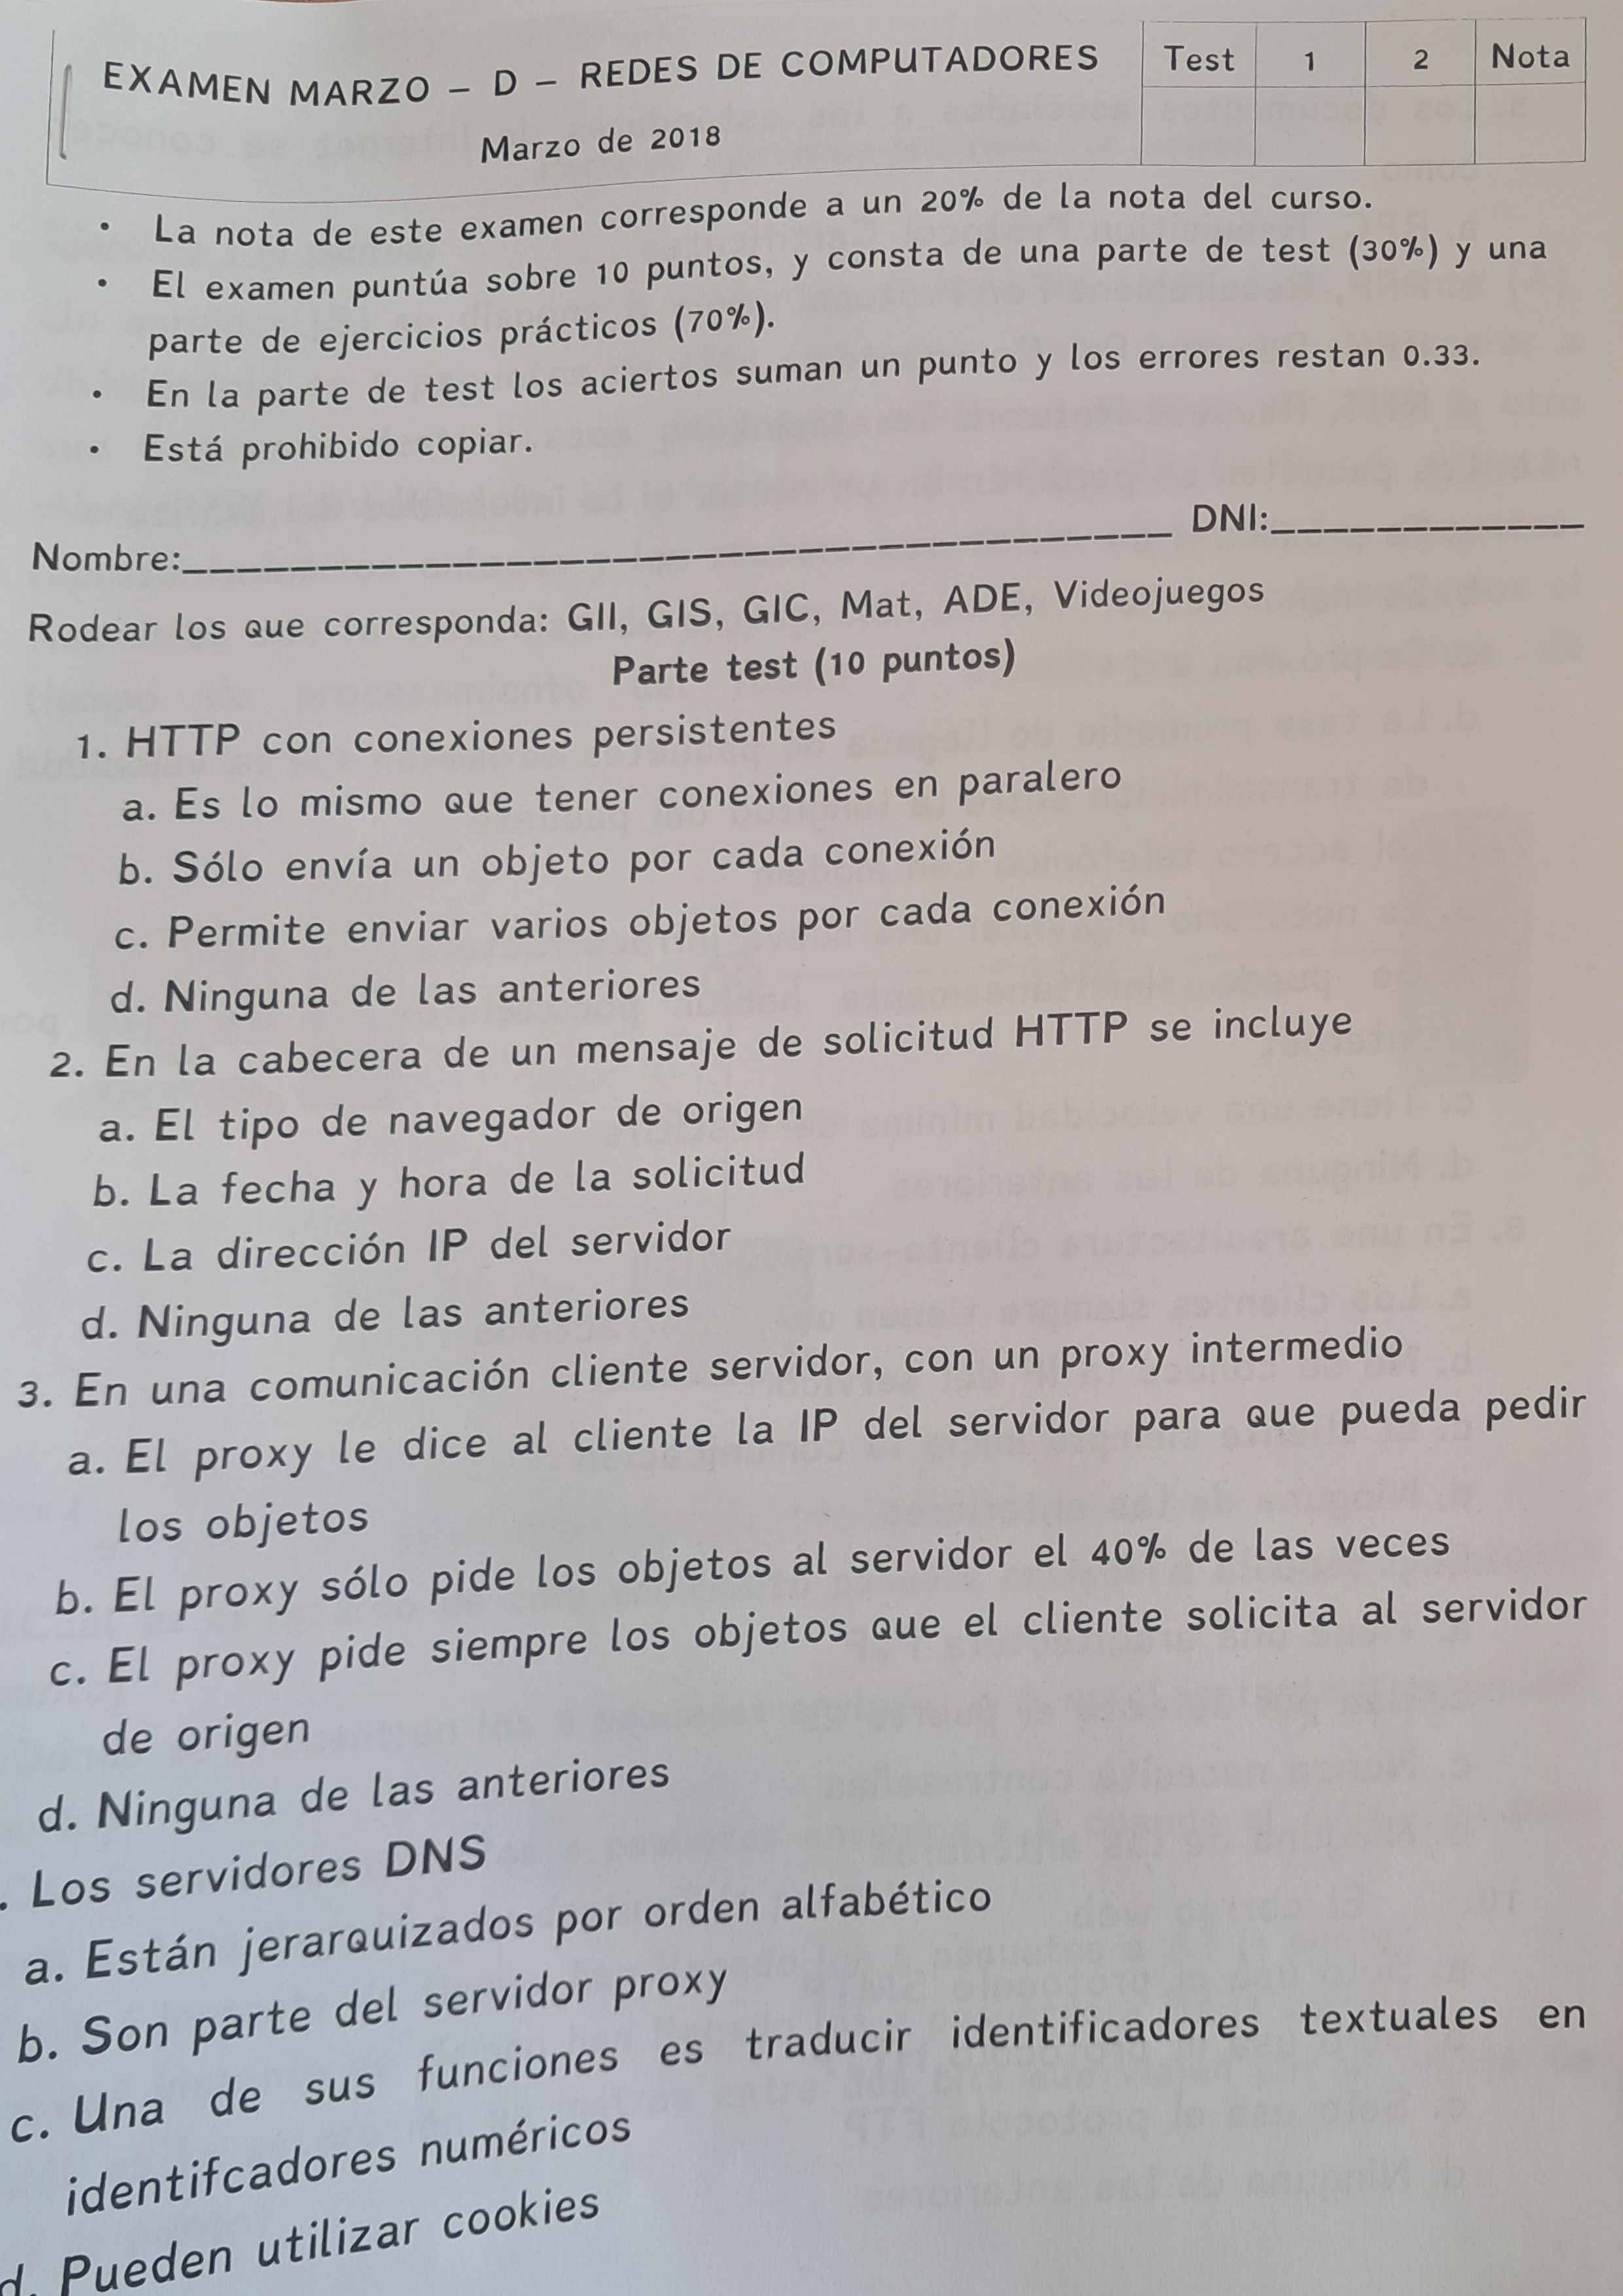 EXAMEN MARZO – D – REDES DE COMPUTADORES
Marzo de 2018
Test 1 2 Nota
• La nota de este examen corresponde a un 20% de la nota del curso.
• El examen puntúa sobre 10 puntos, y consta de una parte de test (30%) y una
parte de ejercicios prácticos (70%).
• En la parte de test los aciertos suman un punto y los errores restan 0.33.
• Está prohibido copiar.
Nombre:_____________________________________ DNI:____________
Rodear los que corresponda: GII, GIS, GIC, Mat, ADE, Videojuegos
Parte test (10 puntos)
1. HTTP con conexiones persistentes
a. Es lo mismo que tener conexiones en paralero
b. Sólo envía un objeto por cada conexión
c. Permite enviar varios objetos por cada conexión
d. Ninguna de las anteriores
2. En la cabecera de un mensaje de solicitud HTTP se incluye
a. El tipo de navegador de origen
b. La fecha y hora de la solicitud
c. La dirección IP del servidor
d. Ninguna de las anteriores
3. En una comunicación cliente servidor, con un proxy intermedio
a. El proxy le dice al cliente la IP del servidor para que pueda pedir
los objetos
b. El proxy sólo pide los objetos al servidor el 40% de las veces
c. El proxy pide siempre los objetos que el cliente solicita al servidor
de origen
d. Ninguna de las anteriores
. Los servidores DNS
a. Están jerarquizados por orden alfabético
b. Son parte del servidor proxy
c. Una de sus funciones es traducir identificadores textuales en
identifcadores numéricos
d. Pueden utilizar cookies